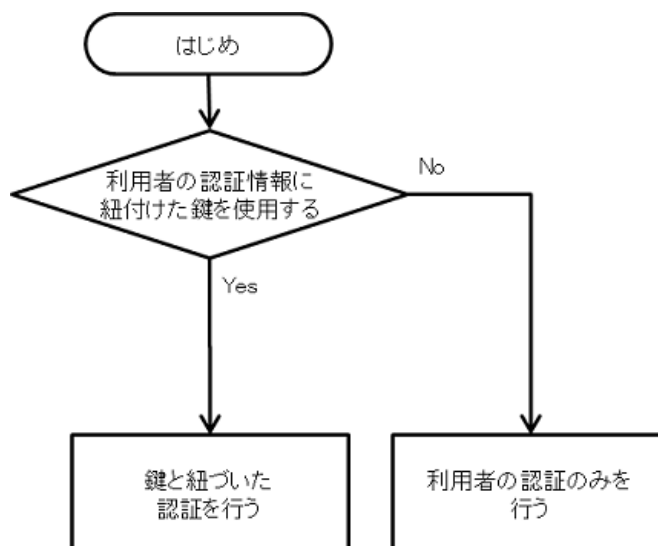 はじめ
利用者の認証情報に
紐付けた鍵を使用する
No
Yes
鍵と紐づいた
認証を行う
利用者の認証のみを
行う